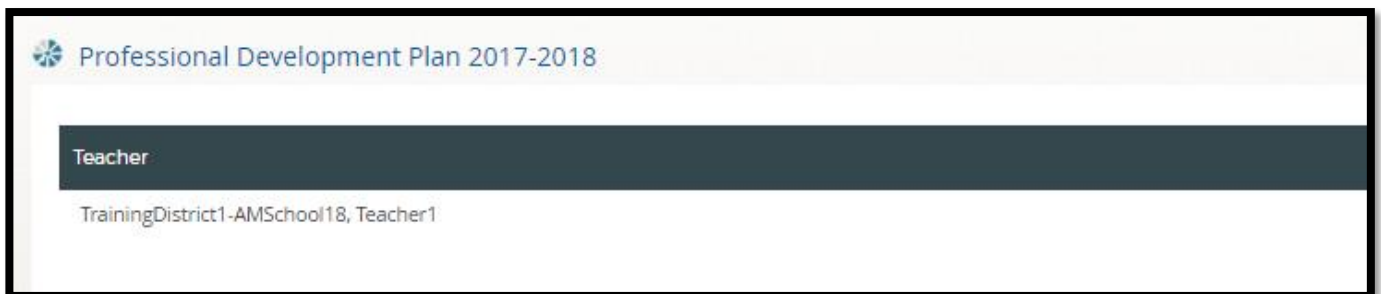 Professional Development Plan 2017-2018
Teacher
TrainingDistrict1-AMSchool18, Teacher1